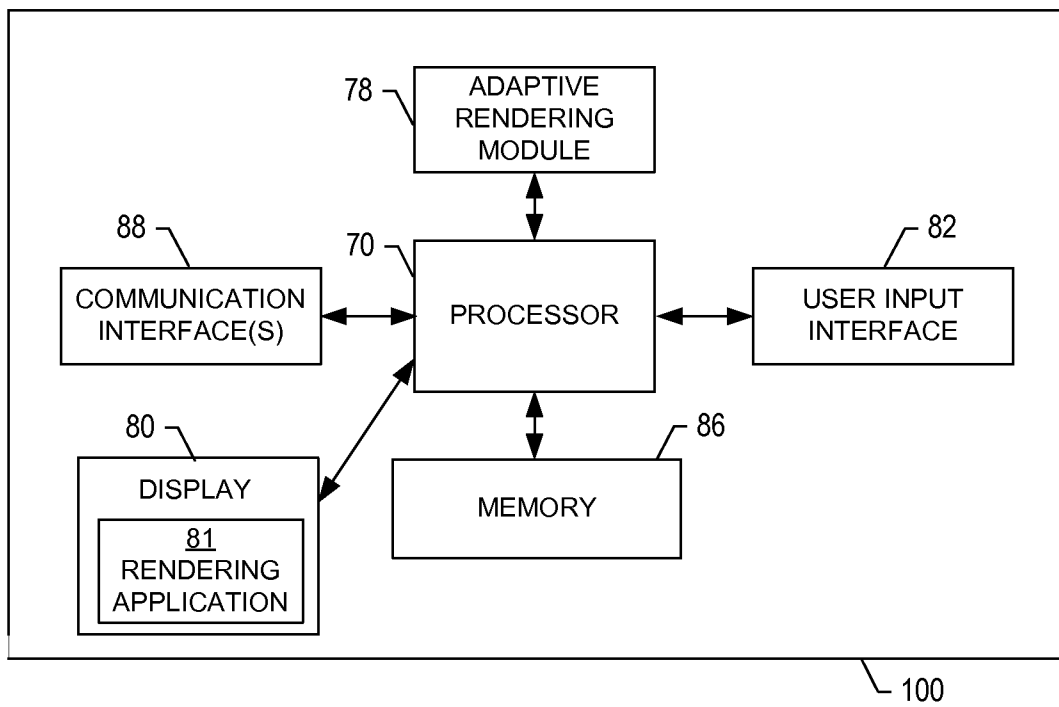 78
ADAPTIVE
RENDERING
MODULE
88
COMMUNICATION
INTERFACE(S)
70
PROCESSOR
82
USER INPUT
INTERFACE
80
DISPLAY
81
RENDERING
APPLICATION
86
MEMORY
100